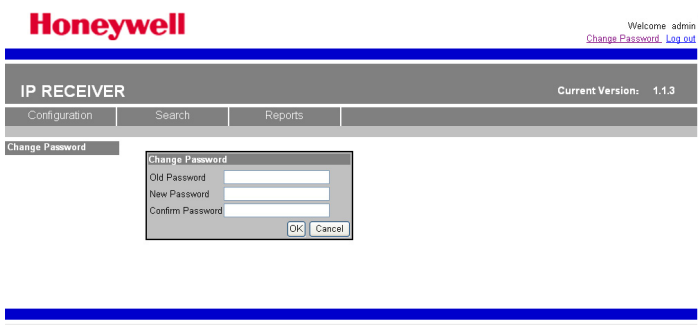 Honeywell
Welcome admin
Change Password Log out
IP RECEIVER
Current Version: 1.1.3
Configuration Search Reports
Change Password
Change Password
Old Password
New Password
Confirm Password
OK Cancel